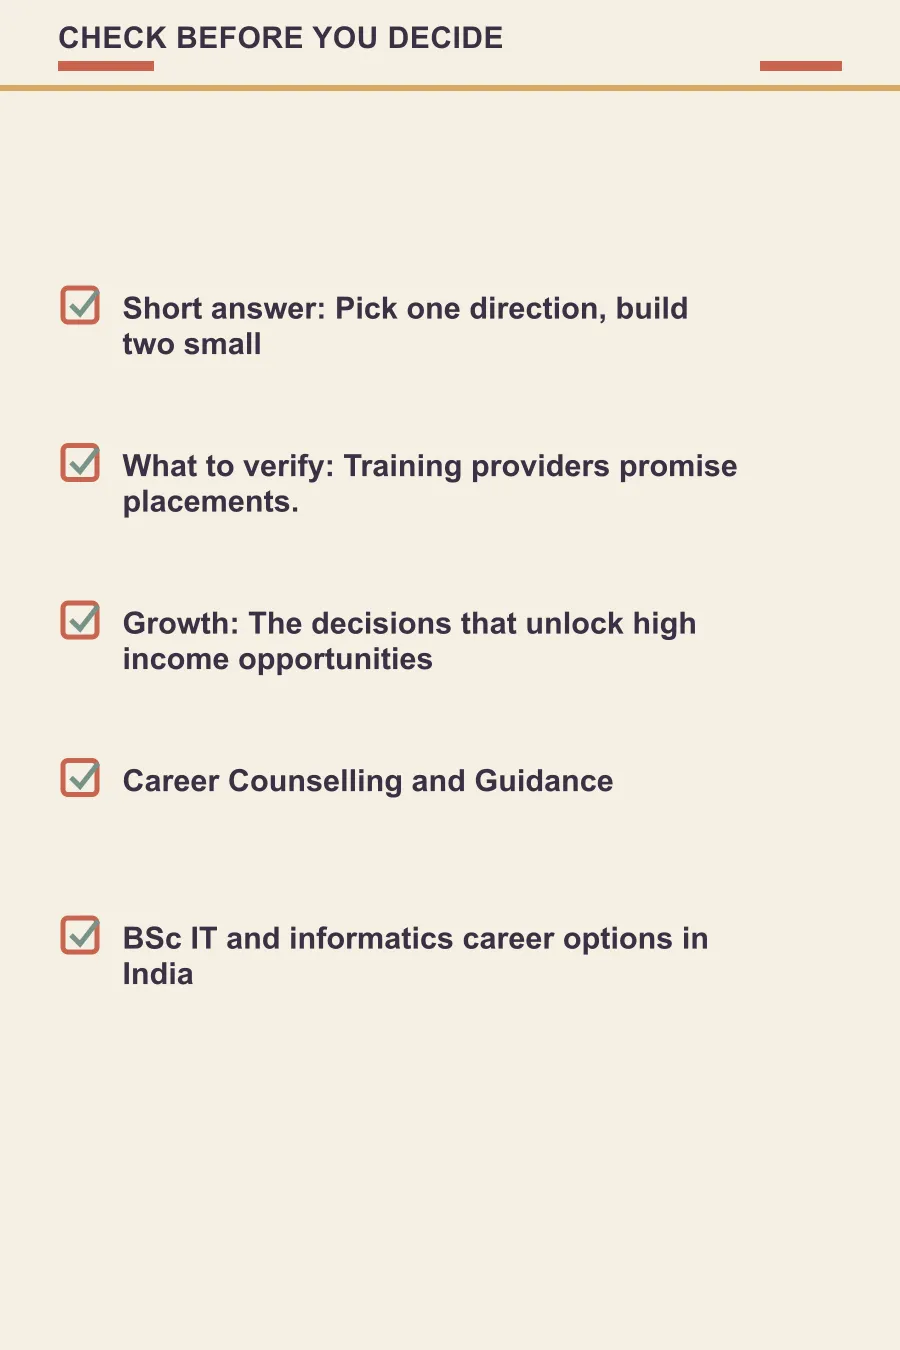 CHECK BEFORE YOU DECIDE
Short answer: Pick one direction, build
two small
What to verify: Training providers promise
placements.
Growth: The decisions that unlock high
income opportunities
Career Counselling and Guidance
BSc IT and informatics career options in
India